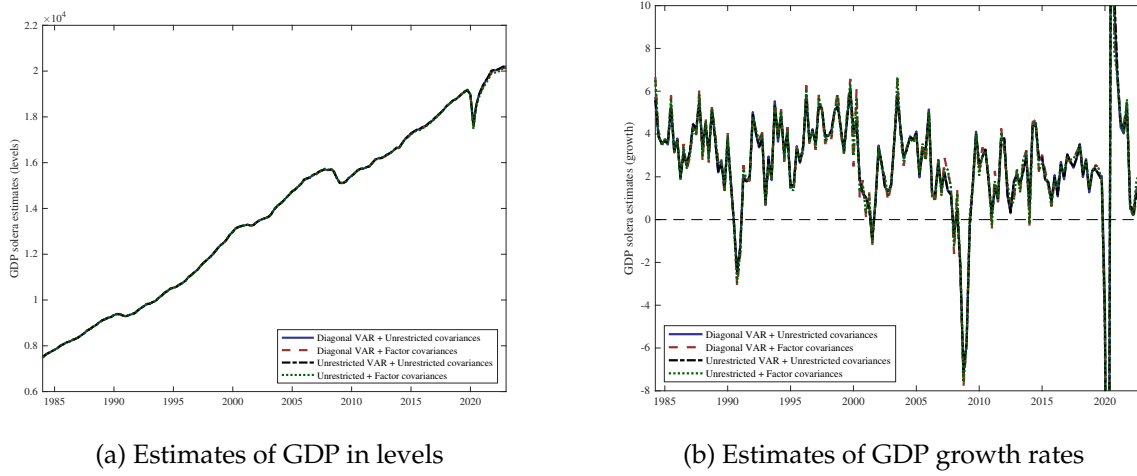 ×10⁴
2.2
2
1.8
1.6
1.4
1.2
1
0.8
0.6
GDP solera estimates (levels)
1985 1990 1995 2000 2005 2010 2015 2020
Diagonal VAR + Unrestricted covariances
Diagonal VAR + Factor covariances
Unrestricted VAR + Unrestricted covariances
Unrestricted + Factor covariances
(a) Estimates of GDP in levels
10
8
6
4
2
0
-2
-4
-6
-8
GDP solera estimates (growth)
1985 1990 1995 2000 2005 2010 2015 2020
Diagonal VAR + Unrestricted covariances
Diagonal VAR + Factor covariances
Unrestricted VAR + Unrestricted covariances
Unrestricted + Factor covariances
(b) Estimates of GDP growth rates